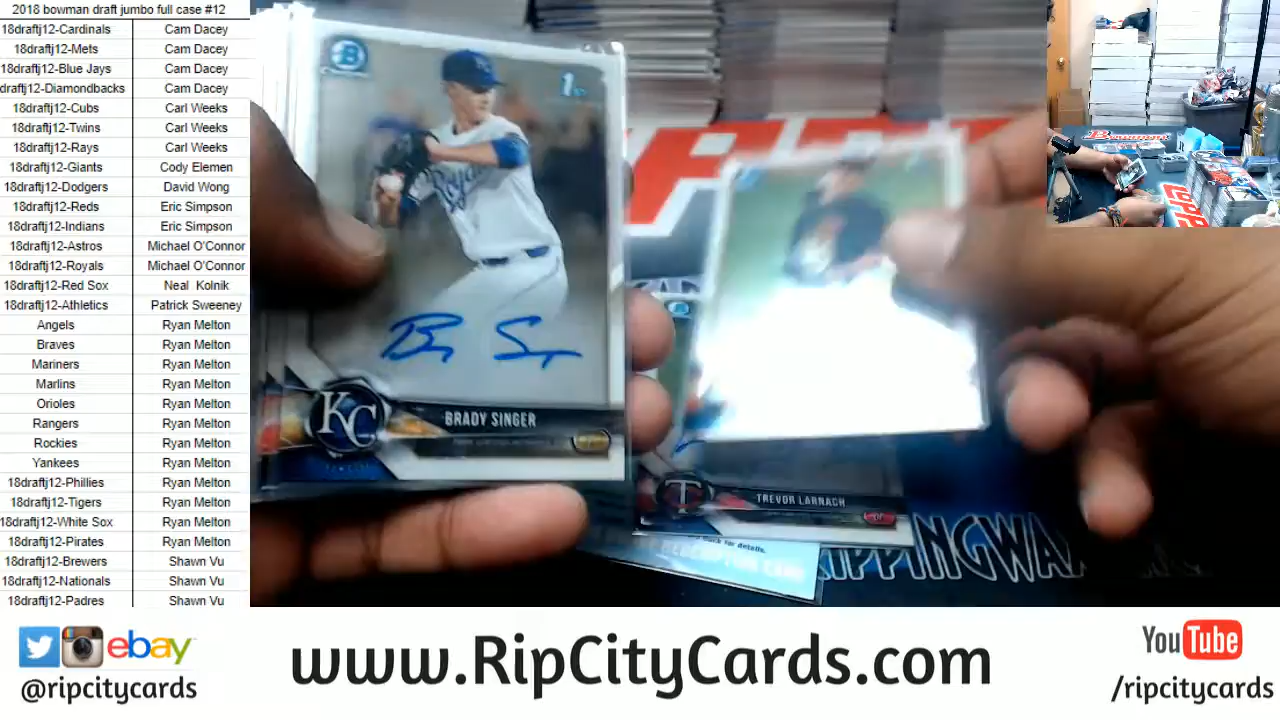 2018 bowman draft jumbo full case #12
18draftj12-Cardinals Cam Dacey
18draftj12-Mets Cam Dacey
18draftj12-Blue Jays Cam Dacey
draftj12-Diamondbacks Cam Dacey
18draftj12-Cubs Carl Weeks
18draftj12-Twins Carl Weeks
18draftj12-Rays Carl Weeks
18draftj12-Giants Cody Elemen
18draftj12-Dodgers David Wong
18draftj12-Reds Eric Simpson
18draftj12-Indians Eric Simpson
18draftj12-Astros Michael O'Connor
18draftj12-Royals Michael O'Connor
18draftj12-Red Sox Neal Kolnik
18draftj12-Athletics Patrick Sweeney
Angels Ryan Melton
Braves Ryan Melton
Mariners Ryan Melton
Marlins Ryan Melton
Orioles Ryan Melton
Rangers Ryan Melton
Rockies Ryan Melton
Yankees Ryan Melton
18draftj12-Phillies Ryan Melton
18draftj12-Tigers Ryan Melton
18draftj12-White Sox Ryan Melton
18draftj12-Pirates Ryan Melton
18draftj12-Brewers Shawn Vu
18draftj12-Nationals Shawn Vu
18draftj12-Padres Shawn Vu
1st
Royals
KC
BRADY SINGER
T
TREVOR LARNACH
OF
back for details.
RIPPINGWA
Bowman
TOPPS
ebay
@ripcitycards
www.RipCityCards.com
YouTube
/ripcitycards